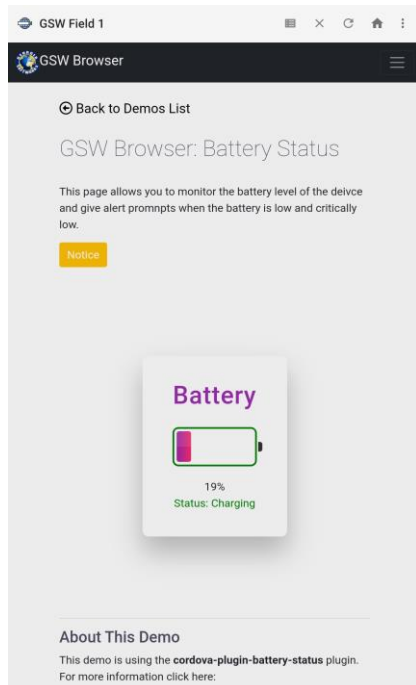 GSW Field 1
GSW Browser
Back to Demos List
GSW Browser: Battery Status
This page allows you to monitor the battery level of the deivce
and give alert promnpts when the battery is low and critically
low.
Notice
Battery
19%
Status: Charging
About This Demo
This demo is using the cordova-plugin-battery-status plugin.
For more information click here: